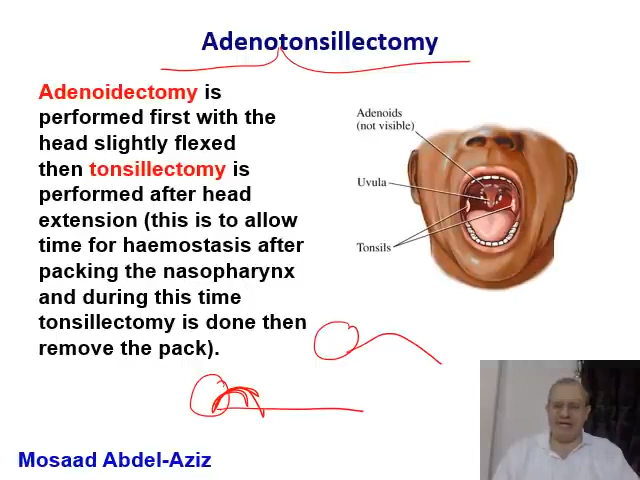 Adenotonsillectomy
Adenoidectomy is
performed first with the
head slightly flexed
then tonsillectomy is
performed after head
extension (this is to allow
time for haemostasis after
packing the nasopharynx
and during this time
tonsillectomy is done then
remove the pack).
Adenoids
(not visible)
Uvula
Tonsils
Mosaad Abdel-Aziz